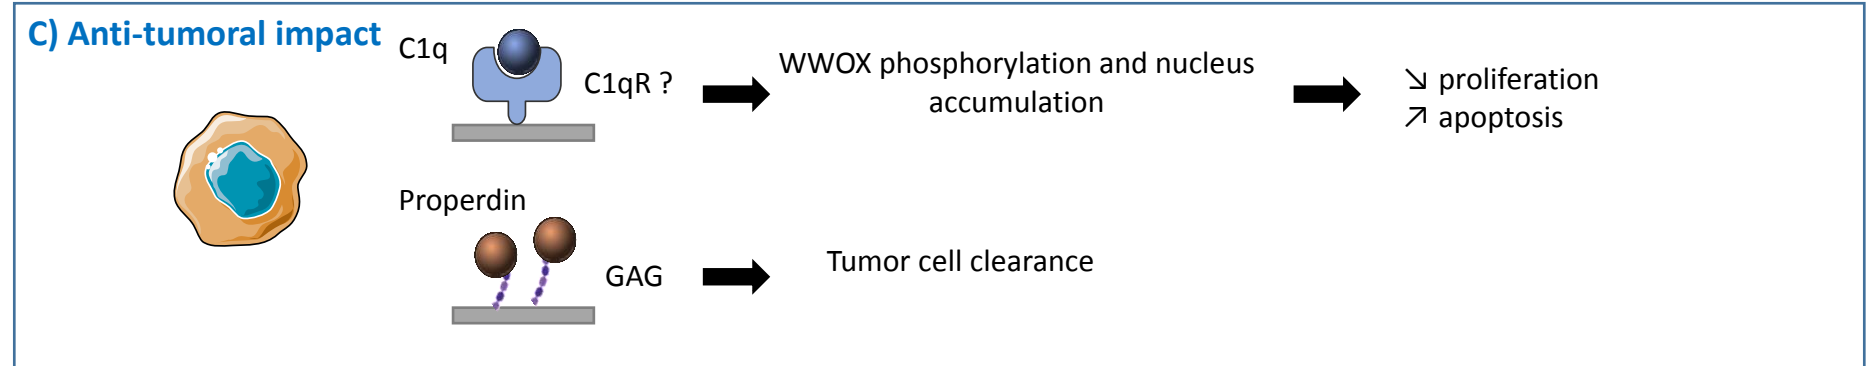 C) Anti-tumoral impact
C1q
C1qR ?
WWOX phosphorylation and nucleus
accumulation
↘ proliferation
↗ apoptosis
Properdin
GAG
Tumor cell clearance